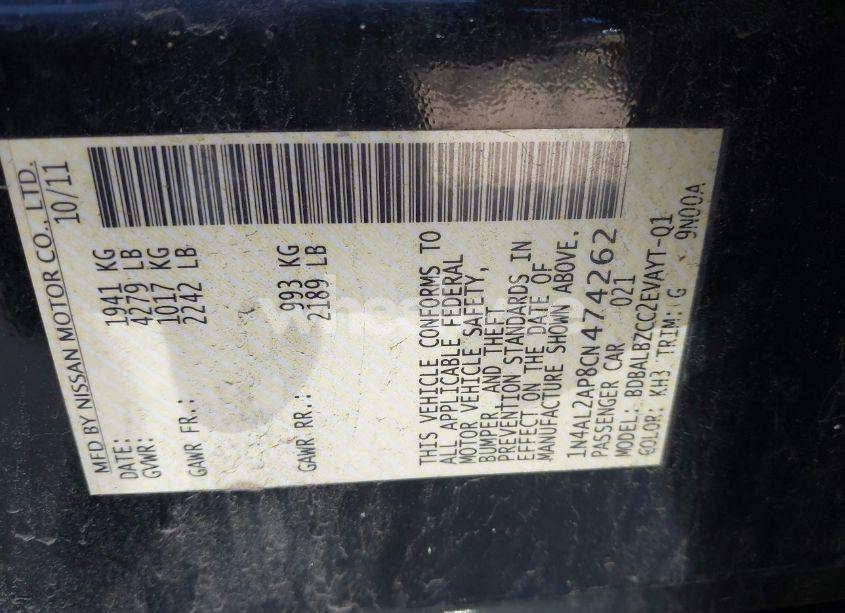 MFD BY NISSAN MOTOR CO., LTD.
DATE: 10/11
GVWR: 1941 KG
4279 LB
GAWR FR.: 1017 KG
2242 LB
GAWR RR.: 993 KG
2189 LB
THIS VEHICLE CONFORMS TO
ALL APPLICABLE FEDERAL
MOTOR VEHICLE SAFETY,
BUMPER, AND THEFT
PREVENTION STANDARDS IN
EFFECT ON THE DATE OF
MANUFACTURE SHOWN ABOVE.
1N4AL2AP8CN474262
PASSENGER CAR 021
MODEL: BDBALBZCC2EVAYT-Q1
COLOR: KH3 TRIM: G 9N00A